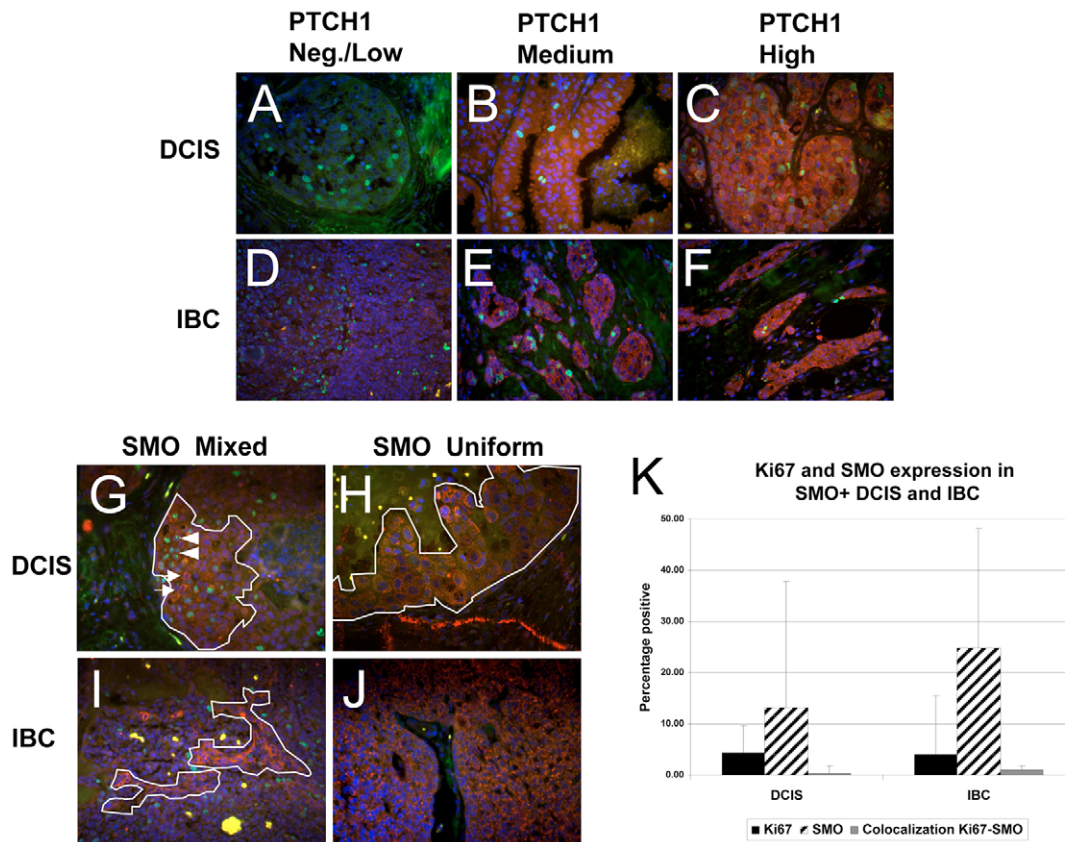 PTCH1
Neg./Low
PTCH1
Medium
PTCH1
High
DCIS
A
B
C
IBC
D
E
F
SMO Mixed
SMO Uniform
DCIS
G
H
IBC
I
J
K
Ki67 and SMO expression in
SMO+ DCIS and IBC
Percentage positive
50.00
40.00
30.00
20.00
10.00
0.00
DCIS
IBC
Ki67
SMO
Colocalization Ki67-SMO